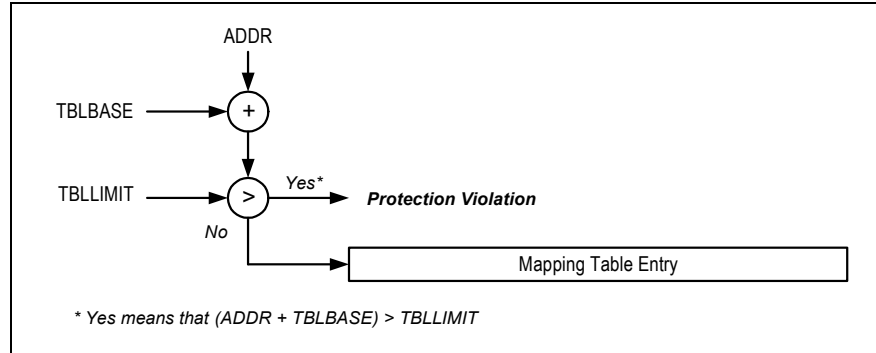 ADDR
TBLBASE
+
TBLLIMIT
>
Yes*
Protection Violation
No
Mapping Table Entry
* Yes means that (ADDR + TBLBASE) > TBLLIMIT